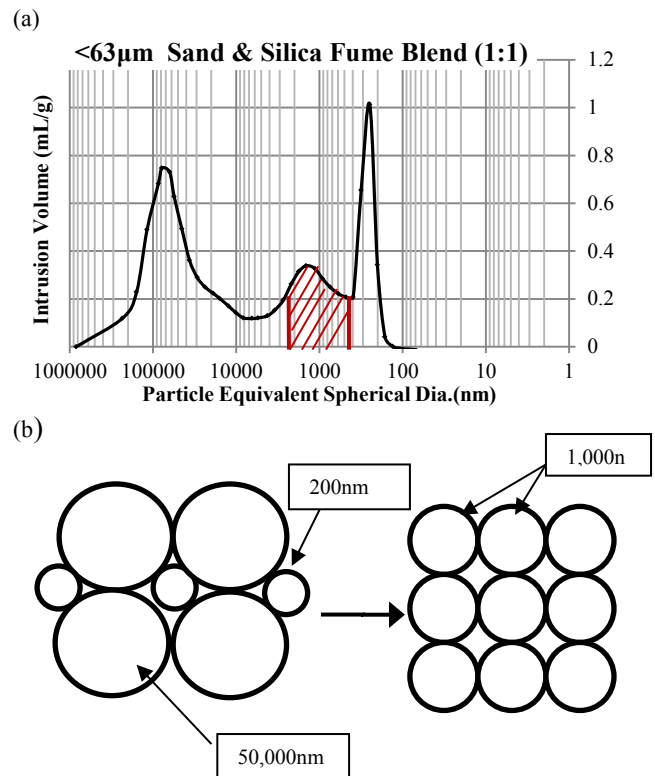 (a)
<63µm Sand & Silica Fume Blend (1:1)
Intrusion Volume (mL/g)
1.2
1
0.8
0.6
0.4
0.2
0
1000000 100000 10000 1000 100 10 1
Particle Equivalent Spherical Dia.(nm)
(b)
1,000n
200nm
50,000nm